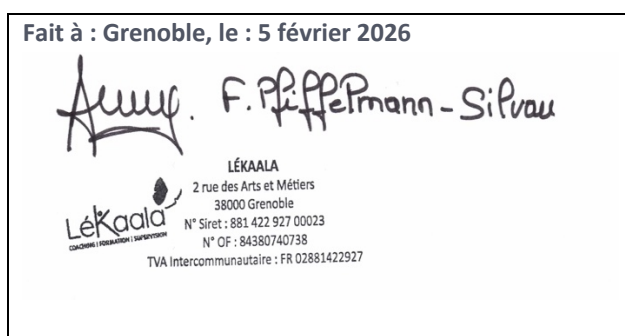 Fait à : Grenoble, le : 5 février 2026
F. Pfiffelmann - Silvau
LÉKAALA
2 rue des Arts et Métiers
38000 Grenoble
N° Siret : 881 422 927 00023
N° OF : 84380740738
TVA Intercommunautaire : FR 02881422927
Lékaala
COACHING | FORMATION | SUPERVISION